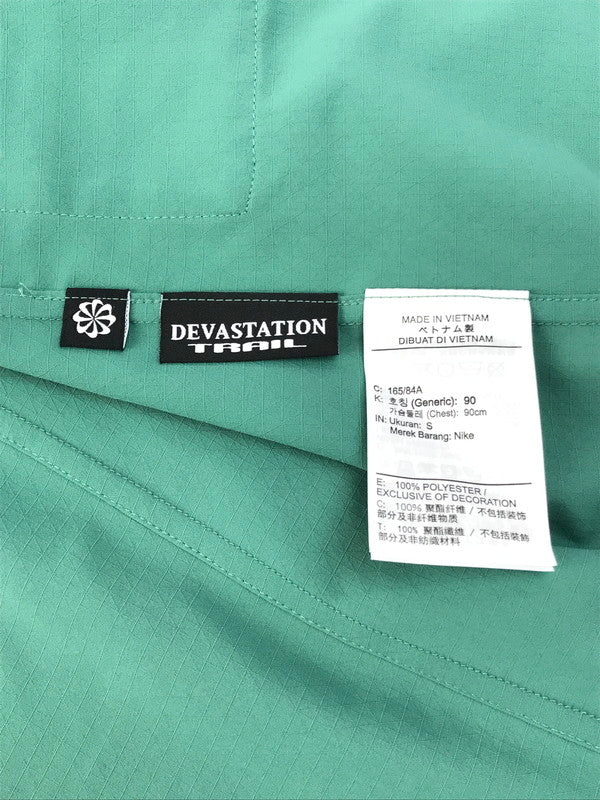 DEVASTATION
TRAIL
MADE IN VIETNAM
ベトナム製
DIBUAT DI VIETNAM
C: 165/84A
K: 호칭 (Generic): 90
가슴둘레 (Chest): 90cm
IN: Ukuran: S
Merek Barang: Nike
E: 100% POLYESTER /
EXCLUSIVE OF DECORATION
C: 100% 聚酯纤维 / 不包括装饰
部分及非纤维物质
T: 100% 聚酯纖維 / 不包括裝飾
部分及非紡織材料